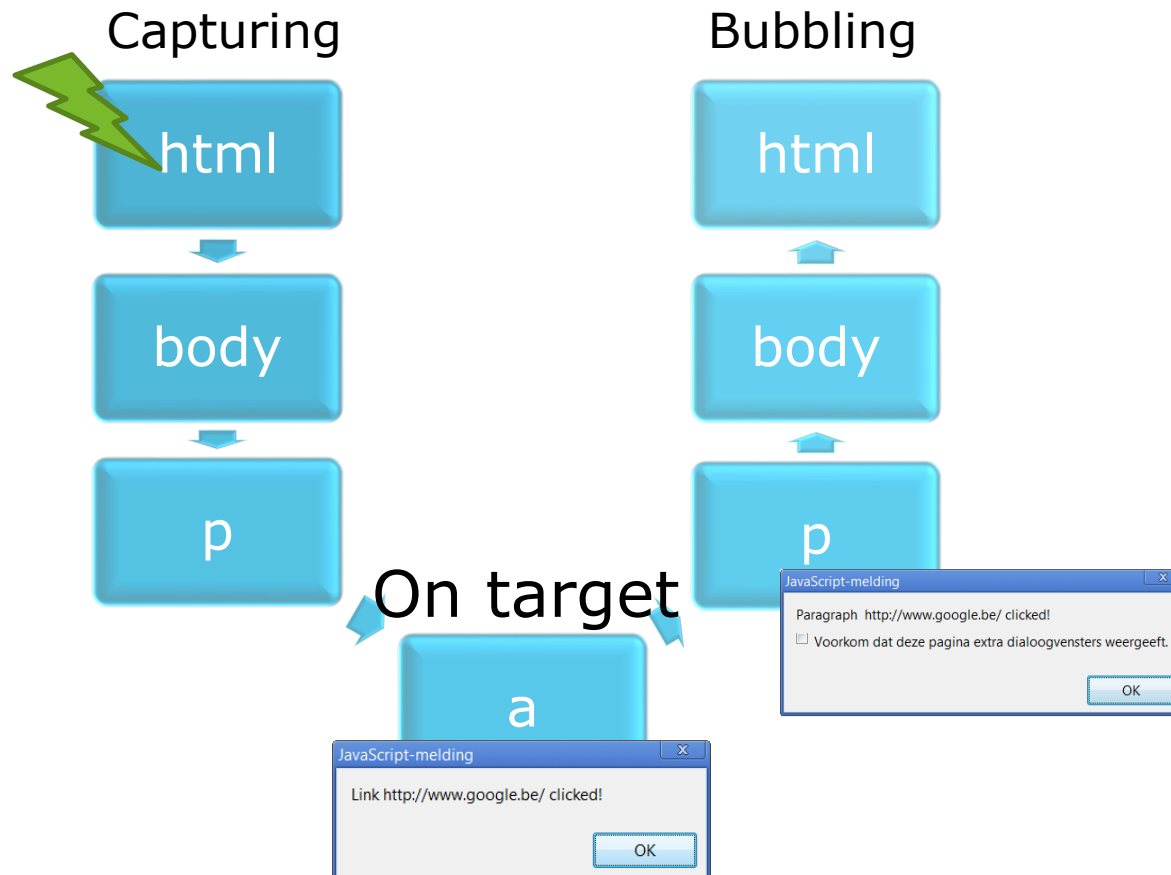 Capturing
Bubbling
html
html
body
body
p
p
On target
JavaScript-melding
X
Paragraph  http://www.google.be/ clicked!
Voorkom dat deze pagina extra dialoogvensters weergeeft.
OK
a
JavaScript-melding
X
Link http://www.google.be/ clicked!
OK